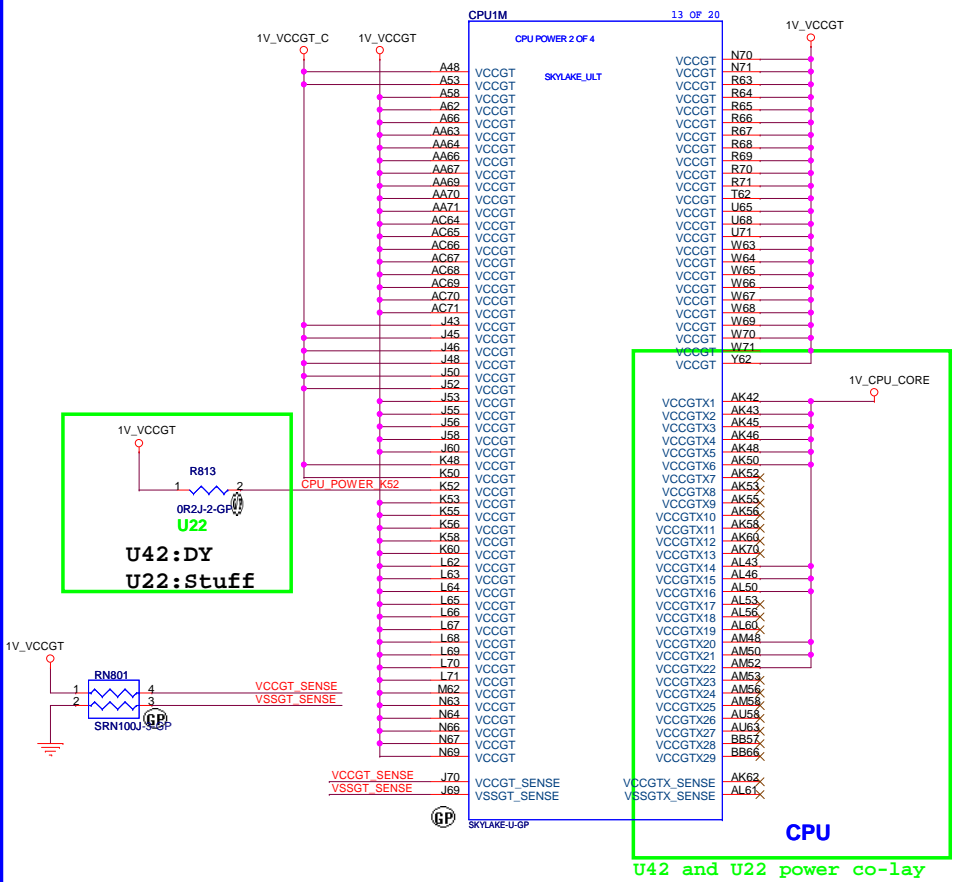 CPU1M
13 OF 20
CPU POWER 2 OF 4
SKYLAKE_ULT
1V_VCCGT_C
1V_VCCGT
1V_VCCGT
A48 VCCGT
A53 VCCGT
A58 VCCGT
A62 VCCGT
A66 VCCGT
AA63 VCCGT
AA64 VCCGT
AA66 VCCGT
AA67 VCCGT
AA69 VCCGT
AA70 VCCGT
AA71 VCCGT
AC64 VCCGT
AC65 VCCGT
AC66 VCCGT
AC67 VCCGT
AC68 VCCGT
AC69 VCCGT
AC70 VCCGT
AC71 VCCGT
J43 VCCGT
J45 VCCGT
J46 VCCGT
J48 VCCGT
J50 VCCGT
J52 VCCGT
J53 VCCGT
J55 VCCGT
J56 VCCGT
J58 VCCGT
J60 VCCGT
K48 VCCGT
K50 VCCGT
CPU_POWER_K52 K52 VCCGT
K53 VCCGT
K55 VCCGT
K56 VCCGT
K58 VCCGT
K60 VCCGT
L62 VCCGT
L63 VCCGT
L64 VCCGT
L65 VCCGT
L66 VCCGT
L67 VCCGT
L68 VCCGT
L69 VCCGT
L70 VCCGT
L71 VCCGT
M62 VCCGT
N63 VCCGT
N64 VCCGT
N66 VCCGT
N67 VCCGT
N69 VCCGT
VCCGT_SENSE J70 VCCGT_SENSE
VSSGT_SENSE J69 VSSGT_SENSE
VCCGT N70
VCCGT N71
VCCGT R63
VCCGT R64
VCCGT R65
VCCGT R66
VCCGT R67
VCCGT R68
VCCGT R69
VCCGT R70
VCCGT R71
VCCGT T62
VCCGT U65
VCCGT U68
VCCGT U71
VCCGT W63
VCCGT W64
VCCGT W65
VCCGT W66
VCCGT W67
VCCGT W68
VCCGT W69
VCCGT W70
VCCGT W71
VCCGT Y62
1V_CPU_CORE
VCCGTX1 AK42
VCCGTX2 AK43
VCCGTX3 AK45
VCCGTX4 AK46
VCCGTX5 AK48
VCCGTX6 AK50
VCCGTX7 AK52
VCCGTX8 AK53
VCCGTX9 AK55
VCCGTX10 AK56
VCCGTX11 AK58
VCCGTX12 AK60
VCCGTX13 AK70
VCCGTX14 AL43
VCCGTX15 AL46
VCCGTX16 AL50
VCCGTX17 AL53
VCCGTX18 AL56
VCCGTX19 AL60
VCCGTX20 AM48
VCCGTX21 AM50
VCCGTX22 AM52
VCCGTX23 AM53
VCCGTX24 AM56
VCCGTX25 AM58
VCCGTX26 AU58
VCCGTX27 AU63
VCCGTX28 BB57
VCCGTX29 BB66
VCCGTX_SENSE AK62
VSSGTX_SENSE AL61
1V_VCCGT
R813
1 2
0R2J-2-GP
U22
U42:DY
U22:Stuff
1V_VCCGT
RN801
1 4 VCCGT_SENSE
2 3 VSSGT_SENSE
SRN100J-3-GP
GP
GP
SKYLAKE-U-GP
CPU
U42 and U22 power co-lay